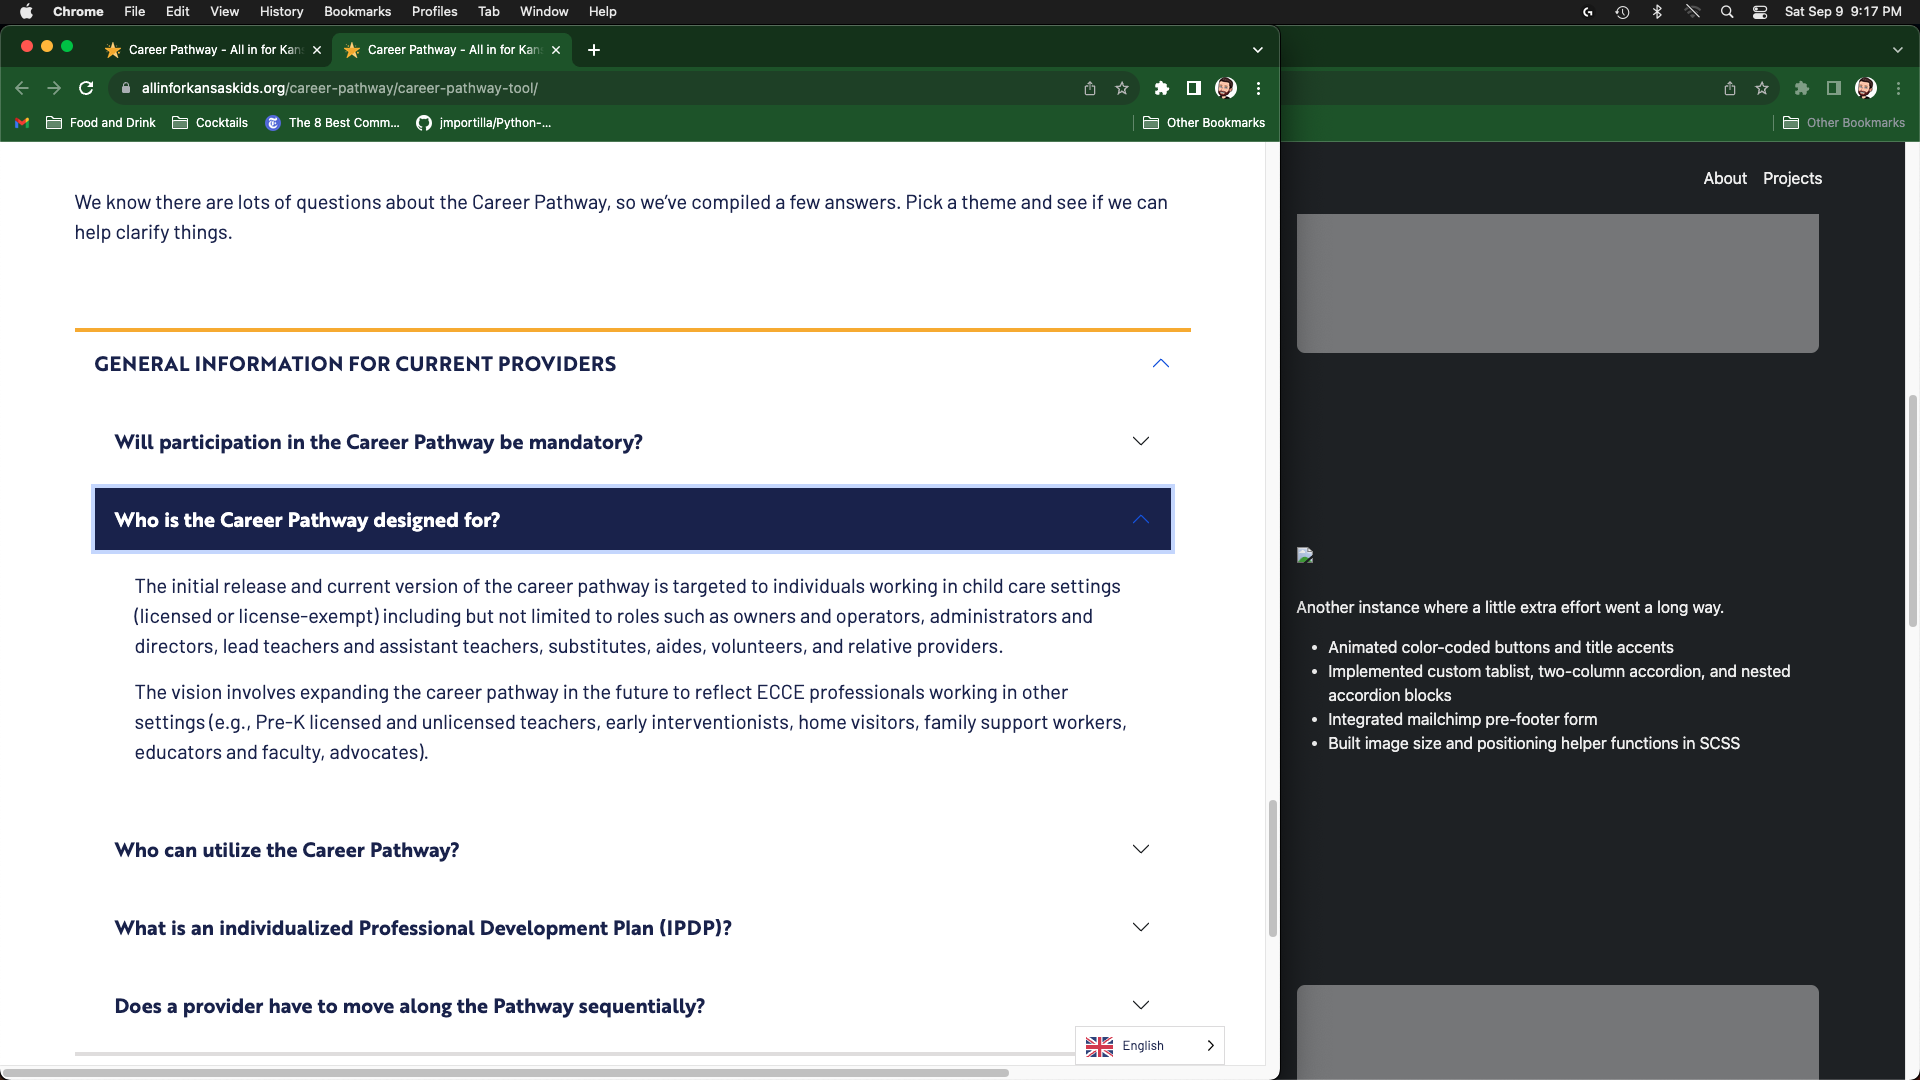 Chrome File Edit View History Bookmarks Profiles Tab Window Help
Sat Sep 9 9:17 PM
Career Pathway - All in for Kan
Career Pathway - All in for Kan
allinforkansaskids.org/career-pathway/career-pathway-tool/
Food and Drink
Cocktails
The 8 Best Comm...
jmportilla/Python-...
Other Bookmarks
Other Bookmarks
We know there are lots of questions about the Career Pathway, so we’ve compiled a few answers. Pick a theme and see if we can
help clarify things.
GENERAL INFORMATION FOR CURRENT PROVIDERS
Will participation in the Career Pathway be mandatory?
Who is the Career Pathway designed for?
The initial release and current version of the career pathway is targeted to individuals working in child care settings
(licensed or license-exempt) including but not limited to roles such as owners and operators, administrators and
directors, lead teachers and assistant teachers, substitutes, aides, volunteers, and relative providers.
The vision involves expanding the career pathway in the future to reflect ECCE professionals working in other
settings (e.g., Pre-K licensed and unlicensed teachers, early interventionists, home visitors, family support workers,
educators and faculty, advocates).
Who can utilize the Career Pathway?
What is an individualized Professional Development Plan (IPDP)?
Does a provider have to move along the Pathway sequentially?
English
About Projects
Another instance where a little extra effort went a long way.
• Animated color-coded buttons and title accents
• Implemented custom tablist, two-column accordion, and nested
accordion blocks
• Integrated mailchimp pre-footer form
• Built image size and positioning helper functions in SCSS